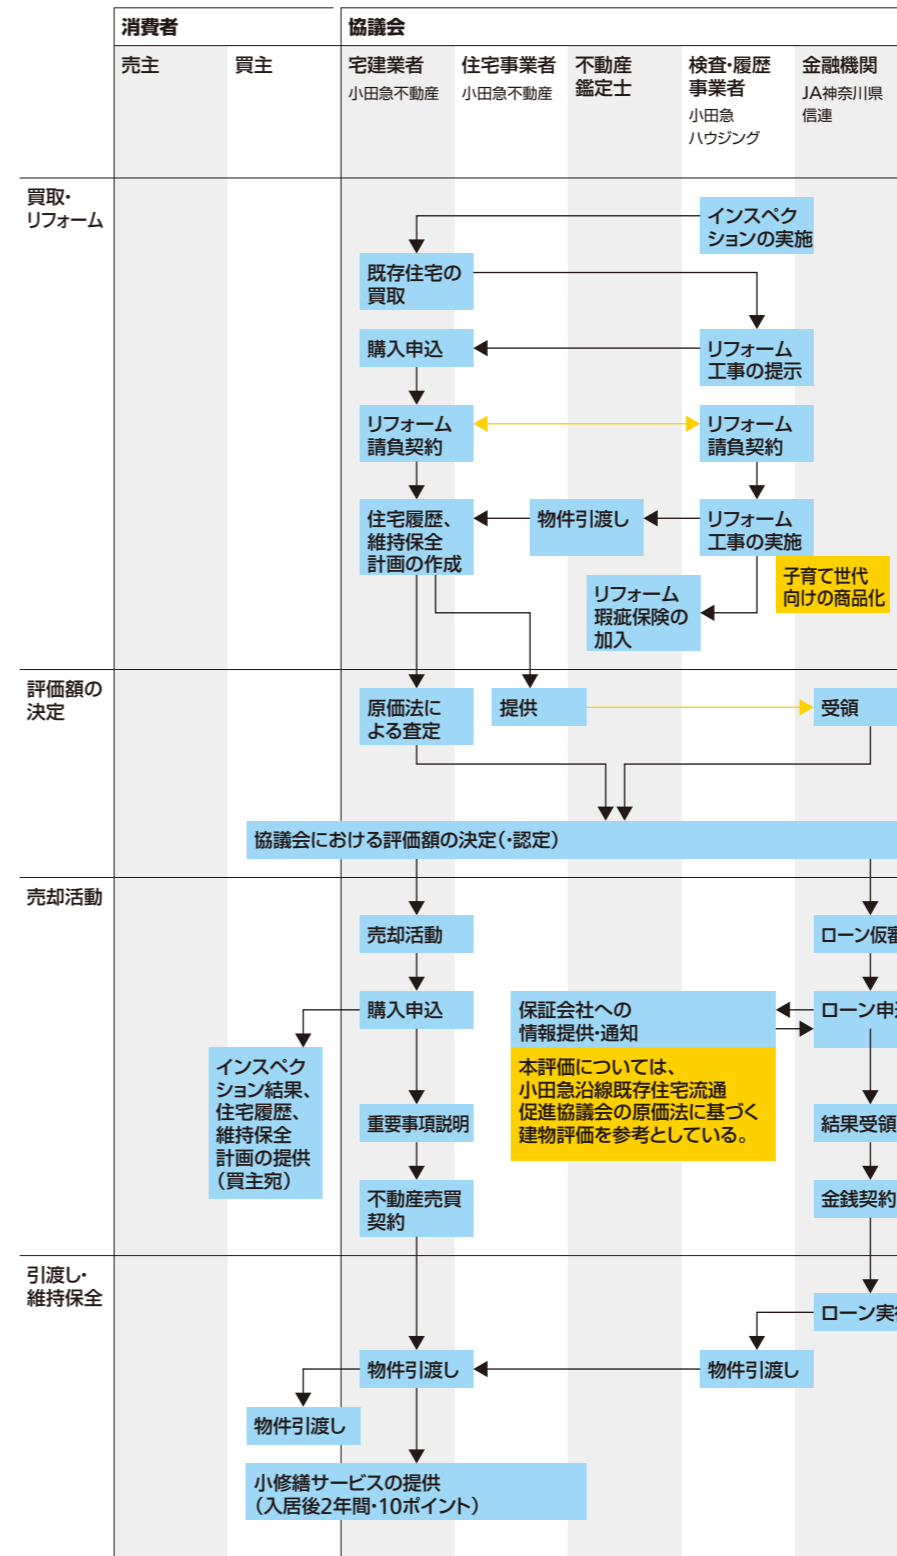 消費者
協議会
売主
買主
宅建業者
小田急不動産
住宅事業者
小田急不動産
不動産
鑑定士
検査・履歴
事業者
小田急
ハウジング
金融機関
JA神奈川県
信連
買取・
リフォーム
インスペク
ションの実施
既存住宅の
買取
購入申込
リフォーム
工事の提示
リフォーム
請負契約
リフォーム
請負契約
住宅履歴、
維持保全
計画の作成
物件引渡し
リフォーム
工事の実施
子育て世代
向けの商品化
リフォーム
瑕疵保険の
加入
評価額の
決定
原価法に
よる査定
提供
受領
協議会における評価額の決定(・認定)
売却活動
売却活動
ローン仮審
購入申込
保証会社への
情報提供・通知
ローン申
インスペク
ション結果、
住宅履歴、
維持保全
計画の提供
（買主宛）
本評価については、
小田急沿線既存住宅流通
促進協議会の原価法に基づく
建物評価を参考としている。
重要事項説明
結果受領
不動産売買
契約
金銭契約
引渡し・
維持保全
ローン実
物件引渡し
物件引渡し
物件引渡し
小修繕サービスの提供
（入居後2年間・10ポイント）